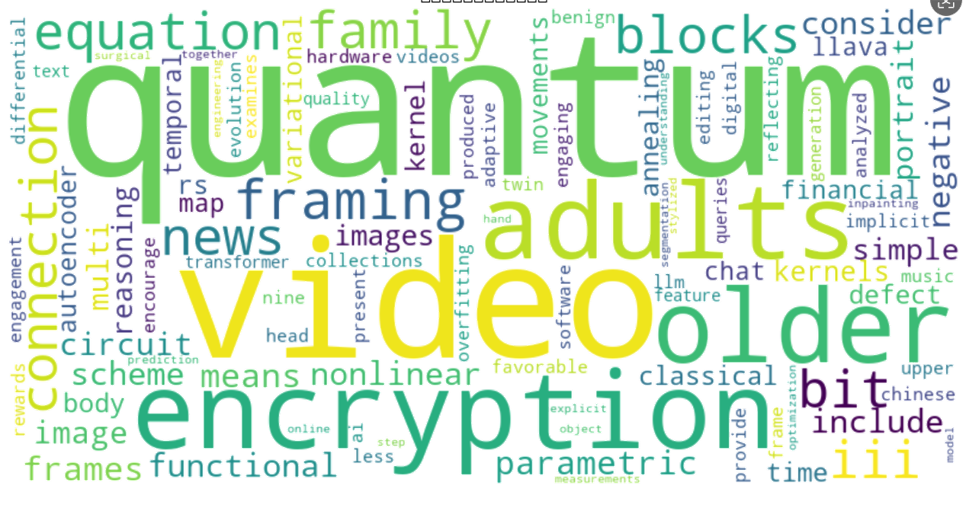 equation
family
blocks
consider
llava
differential
text
surgical
together
hardware
videos
movements
benign
quantum
temporal
engineering
evolution
examines
variational
quality
kernel
produced
adaptive
engaging
annealing
understanding
editing
digital
reflecting
generation
analyzed
portrait
negative
connection
autoencoder
multi
reasoning
encourage
rs
map
framing
news
images
transformer
collections
twin
hand
adults
segmentation
stylized
queries
financial
inpainting
implicit
simple
engagement
video
nine
head
present
overfitting
software
llm
feature
chat
kernels
music
defect
older
circuit
prediction
scheme
means
nonlinear
favorable
classical
upper
rewards
body
image
encryption
online
ai
step
less
explicit
object
optimization
bit
chinese
include
frames
functional
parametric
measurements
provide
frame
time
iii
model